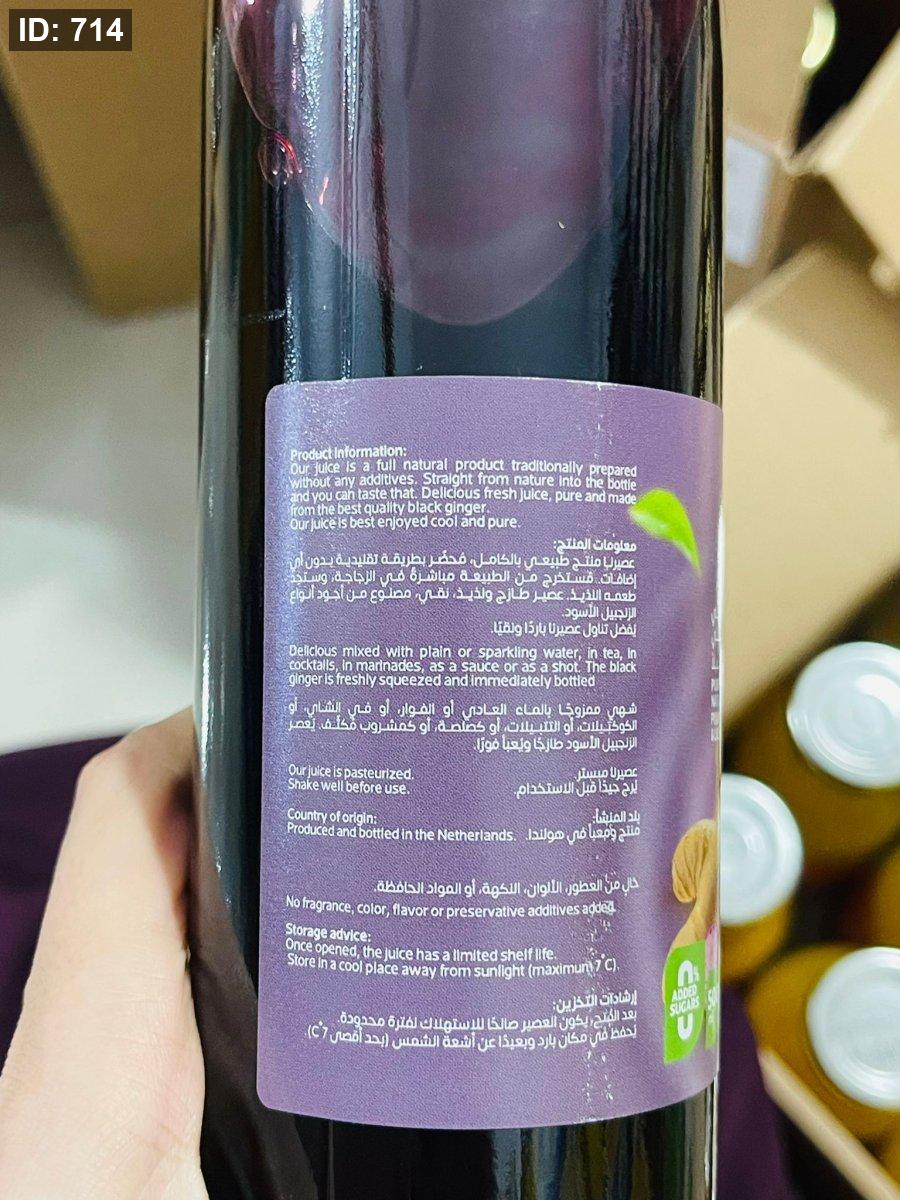 ID: 714
Product information:
Our juice is a full natural product traditionally prepared
without any additives. Straight from nature into the bottle
and you can taste that. Delicious fresh juice, pure and made
from the best quality black ginger.
Our juice is best enjoyed cool and pure.
معلومات المنتج:
عصيرنا منتج طبيعي بالكامل، مُحضّر بطريقة تقليدية بدون أي
إضافات. مُستخرج من الطبيعة مباشرةً في الزجاجة، وستجد
طعمه اللذيذ. عصير طازج ولذيذ، نقي، مصنوع من أجود أنواع
الزنجبيل الأسود.
يُفضل تناول عصيرنا باردًا ونقيًا.
Delicious mixed with plain or sparkling water, in tea, in
cocktails, in marinades, as a sauce or as a shot. The black
ginger is freshly squeezed and immediately bottled
شهي ممزوجًا بالماء العادي أو الفوار، أو في الشاي، أو
الكوكتيلات، أو التتبيلات، أو كصلصة، أو كمشروب مُكثّف. يُعصر
الزنجبيل الأسود طازجًا ويُعبأ فورًا.
Our juice is pasteurized.
Shake well before use.
عصيرنا مبستر.
يُرج جيدًا قبل الاستخدام.
Country of origin:
Produced and bottled in the Netherlands.
بلد المنشأ:
منتج ومُعبأ في هولندا.
خالٍ من العطور، الألوان، النكهة، أو المواد الحافظة.
No fragrance, color, flavor or preservative additives added.
Storage advice:
Once opened, the juice has a limited shelf life.
Store in a cool place away from sunlight (maximum 7°C).
إرشادات التخزين:
بعد الفتح، يكون العصير صالحًا للاستهلاك لفترة محدودة.
يُحفظ في مكان بارد وبعيدًا عن أشعة الشمس (بحد أقصى 7°C).
0%
ADDED
SUGARS